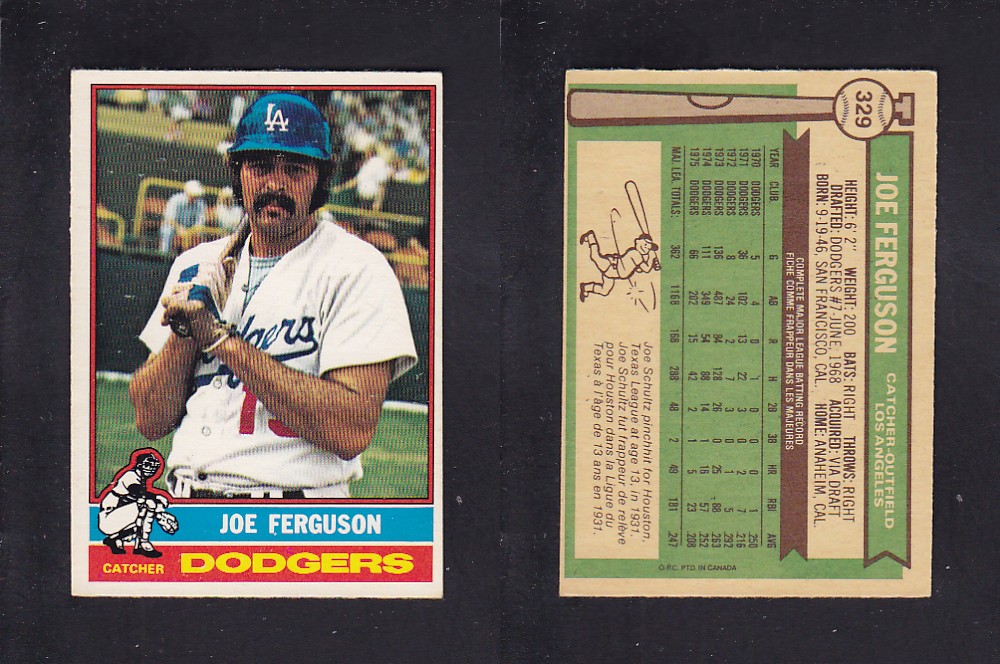 LA
dgers
1
JOE FERGUSON
CATCHER DODGERS
329
JOE FERGUSON
CATCHER-OUTFIELD
LOS ANGELES
HEIGHT: 6' 2" WEIGHT: 200 BATS: RIGHT THROWS: RIGHT
DRAFTED: DODGERS #7-JUNE, 1968 ACQUIRED: VIA DRAFT
BORN: 9-19-46, SAN FRANCISCO, CAL. HOME: ANAHEIM, CAL.
COMPLETE MAJOR LEAGUE BATTING RECORD
FICHE COMME FRAPPEUR DANS LES MAJEURES
YEAR CLUB G AB R H 2B 3B HR RBI AVG
1970 DODGERS 5 4 0 1 0 0 0 1 250
1971 DODGERS 36 102 13 22 3 0 2 7 216
1972 DODGERS 8 24 2 7 3 0 1 5 292
1973 DODGERS 136 487 84 128 26 0 25 88 263
1974 DODGERS 111 349 54 88 14 1 16 57 252
1975 DODGERS 66 202 15 42 2 1 5 23 208
MAJ.LEA. TOTALS: 362 1168 168 288 48 2 49 181 247
Joe Schultz pinchhit for Houston,
Texas League at age 13, in 1931.
Joe Schultz fut frappeur de relève
pour Houston dans la Ligue du
Texas à l'âge de 13 ans en 1931.
© O.P.C. PTD. IN CANADA